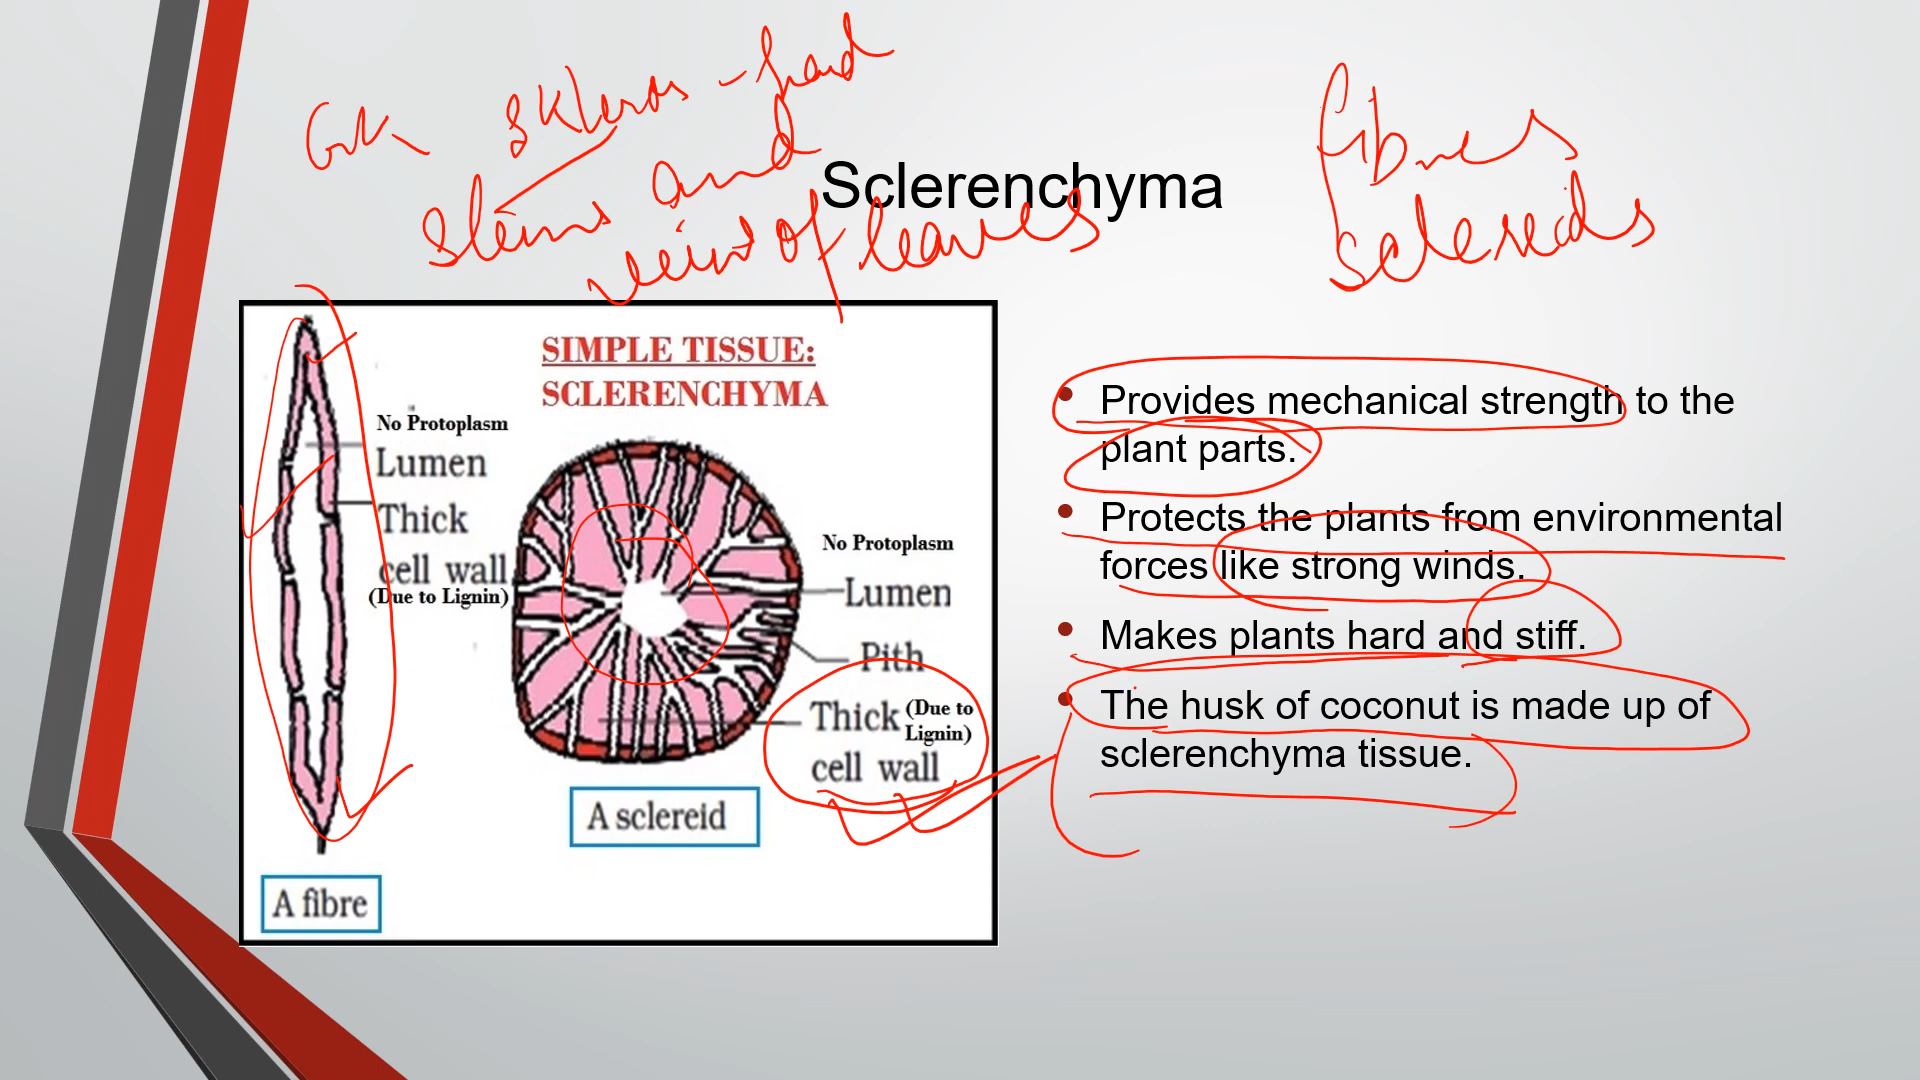 Gk skleros - hard
stems and
veins of leaves
Fibres
Sclereids
Sclerenchyma
SIMPLE TISSUE:
SCLERENCHYMA
No Protoplasm
Lumen
Thick
cell wall
(Due to Lignin)
A fibre
No Protoplasm
Lumen
Pith
Thick (Due to Lignin)
cell wall
A sclereid
• Provides mechanical strength to the
plant parts.
• Protects the plants from environmental
forces like strong winds.
• Makes plants hard and stiff.
• The husk of coconut is made up of
sclerenchyma tissue.